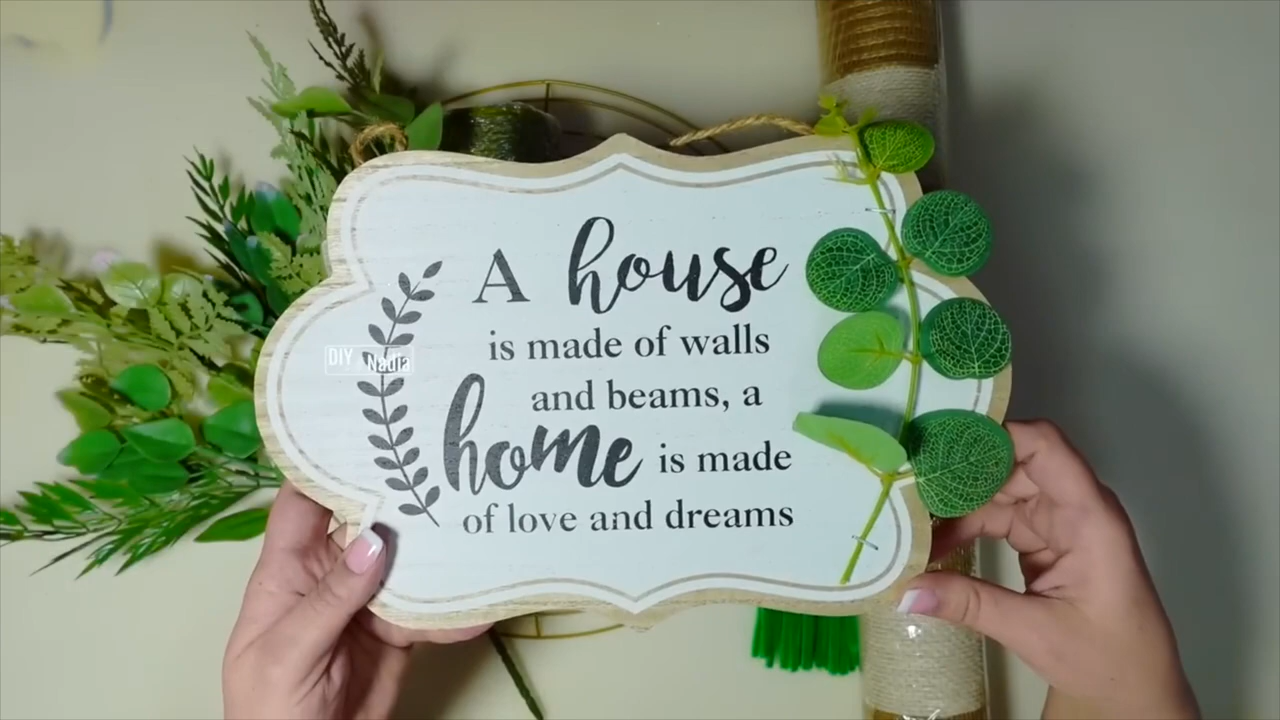 A house
is made of walls
and beams, a
home is made
of love and dreams
DIY Nadia